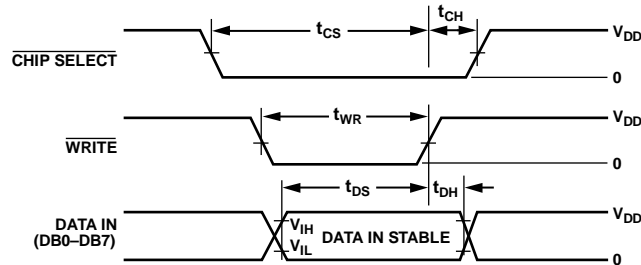 tCS
tCH
VDD
CHIP SELECT
0
tWR
VDD
WRITE
0
tDS
tDH
VDD
DATA IN
(DB0–DB7)
VIH
VIL
DATA IN STABLE
0